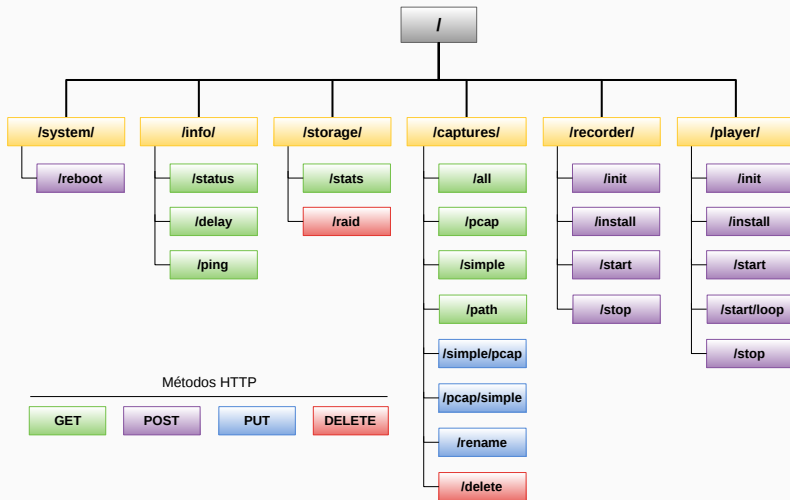 /
/system/
/info/
/storage/
/captures/
/recorder/
/player/
/reboot
/status
/delay
/ping
/stats
/raid
/all
/pcap
/simple
/path
/simple/pcap
/pcap/simple
/rename
/delete
/init
/install
/start
/stop
/init
/install
/start
/start/loop
/stop
Métodos HTTP
GET
POST
PUT
DELETE